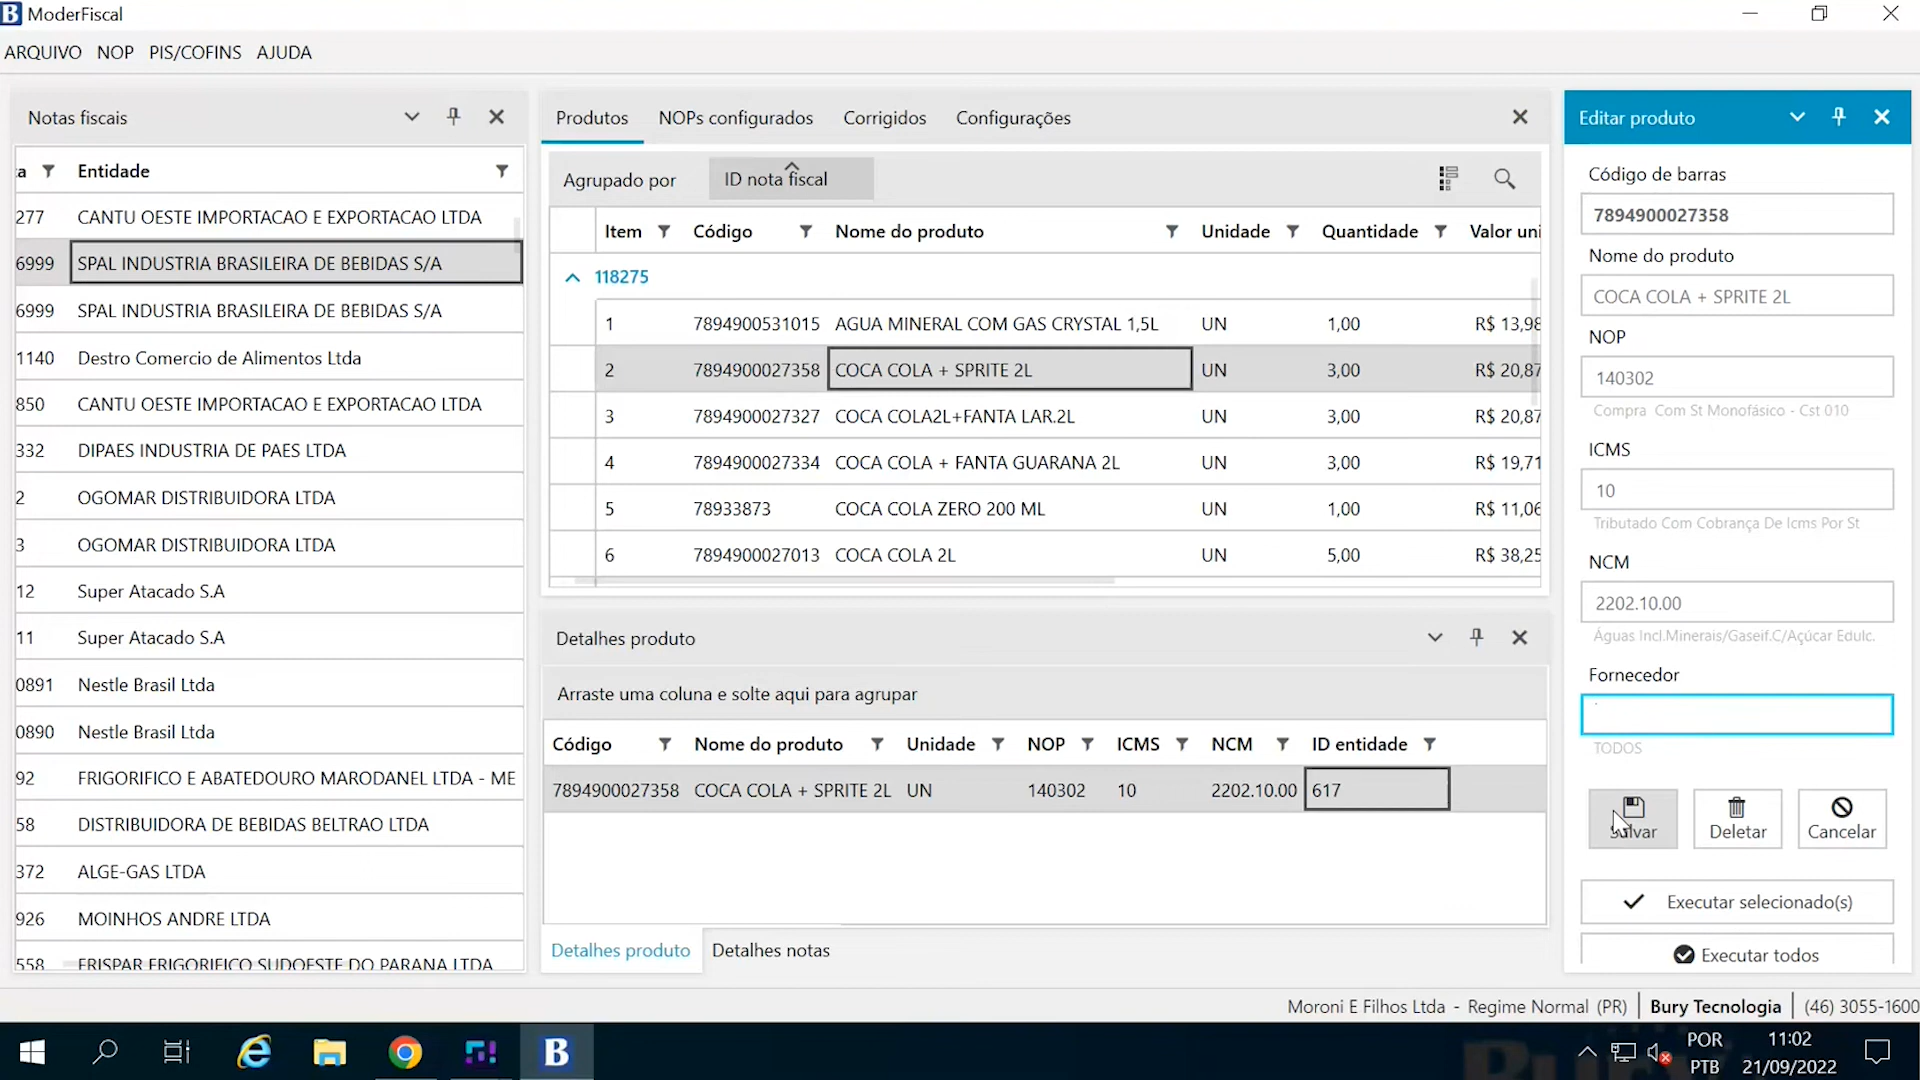 ModerFiscal
ARQUIVO NOP PIS/COFINS AJUDA
Notas fiscais
a Entidade
277 CANTU OESTE IMPORTACAO E EXPORTACAO LTDA
6999 SPAL INDUSTRIA BRASILEIRA DE BEBIDAS S/A
6999 SPAL INDUSTRIA BRASILEIRA DE BEBIDAS S/A
1140 Destro Comercio de Alimentos Ltda
850 CANTU OESTE IMPORTACAO E EXPORTACAO LTDA
332 DIPAES INDUSTRIA DE PAES LTDA
2 OGOMAR DISTRIBUIDORA LTDA
3 OGOMAR DISTRIBUIDORA LTDA
12 Super Atacado S.A
11 Super Atacado S.A
0891 Nestle Brasil Ltda
0890 Nestle Brasil Ltda
92 FRIGORIFICO E ABATEDOURO MARODANEL LTDA - ME
58 DISTRIBUIDORA DE BEBIDAS BELTRAO LTDA
372 ALGE-GAS LTDA
926 MOINHOS ANDRE LTDA
558 FRISPAR FRIGORIFICO SUDOESTE DO PARANA LTDA
Produtos NOPs configurados Corrigidos Configurações
Agrupado por ID nota fiscal
Item Código Nome do produto Unidade Quantidade Valor uni
118275
1 7894900531015 AGUA MINERAL COM GAS CRYSTAL 1,5L UN 1,00 R$ 13,98
2 7894900027358 COCA COLA + SPRITE 2L UN 3,00 R$ 20,87
3 7894900027327 COCA COLA2L+FANTA LAR.2L UN 3,00 R$ 20,87
4 7894900027334 COCA COLA + FANTA GUARANA 2L UN 3,00 R$ 19,71
5 78933873 COCA COLA ZERO 200 ML UN 1,00 R$ 11,06
6 7894900027013 COCA COLA 2L UN 5,00 R$ 38,25
Detalhes produto
Arraste uma coluna e solte aqui para agrupar
Código Nome do produto Unidade NOP ICMS NCM ID entidade
7894900027358 COCA COLA + SPRITE 2L UN 140302 10 2202.10.00 617
Detalhes produto Detalhes notas
Editar produto
Código de barras
7894900027358
Nome do produto
COCA COLA + SPRITE 2L
NOP
140302
Compra Com St Monofásico - Cst 010
ICMS
10
Tributado Com Cobrança De Icms Por St
NCM
2202.10.00
Águas Incl.Minerais/Gaseif.C/Açúcar Edulc.
Fornecedor
TODOS
Salvar Deletar Cancelar
Executar selecionado(s)
Executar todos
Moroni E Filhos Ltda - Regime Normal (PR) Bury Tecnologia (46) 3055-1600
POR
PTB
11:02
21/09/2022